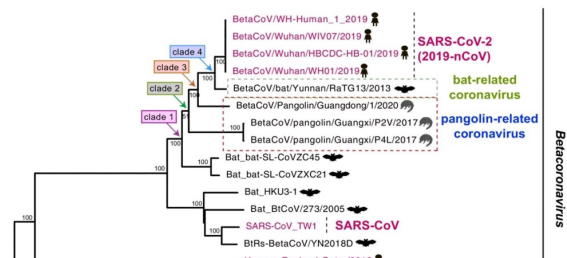 BetaCoV/WH-Human_1_2019
clade 4
BetaCoV/Wuhan/WIV07/2019
SARS-CoV-2
(2019-nCoV)
BetaCoV/Wuhan/HBCDC-HB-01/2019
clade 3
BetaCoV/Wuhan/WH01/2019
100
100
BetaCoV/bat/Yunnan/RaTG13/2013
bat-related
coronavirus
clade 2
100
BetaCoV/Pangolin/Guangdong/1/2020
clade 1
BetaCoV/pangolin/Guangxi/P2V/2017
pangolin-related
coronavirus
100
BetaCoV/pangolin/Guangxi/P4L/2017
100
Bat_bat-SL-CoVZC45
100
Bat_bat-SL-CoVZXC21
Bat_HKU3-1
100
Bat_BtCoV/273/2005
100
SARS-CoV_TW1
SARS-CoV
100
BtRs-BetaCoV/YN2018D
100
Betacoronavirus